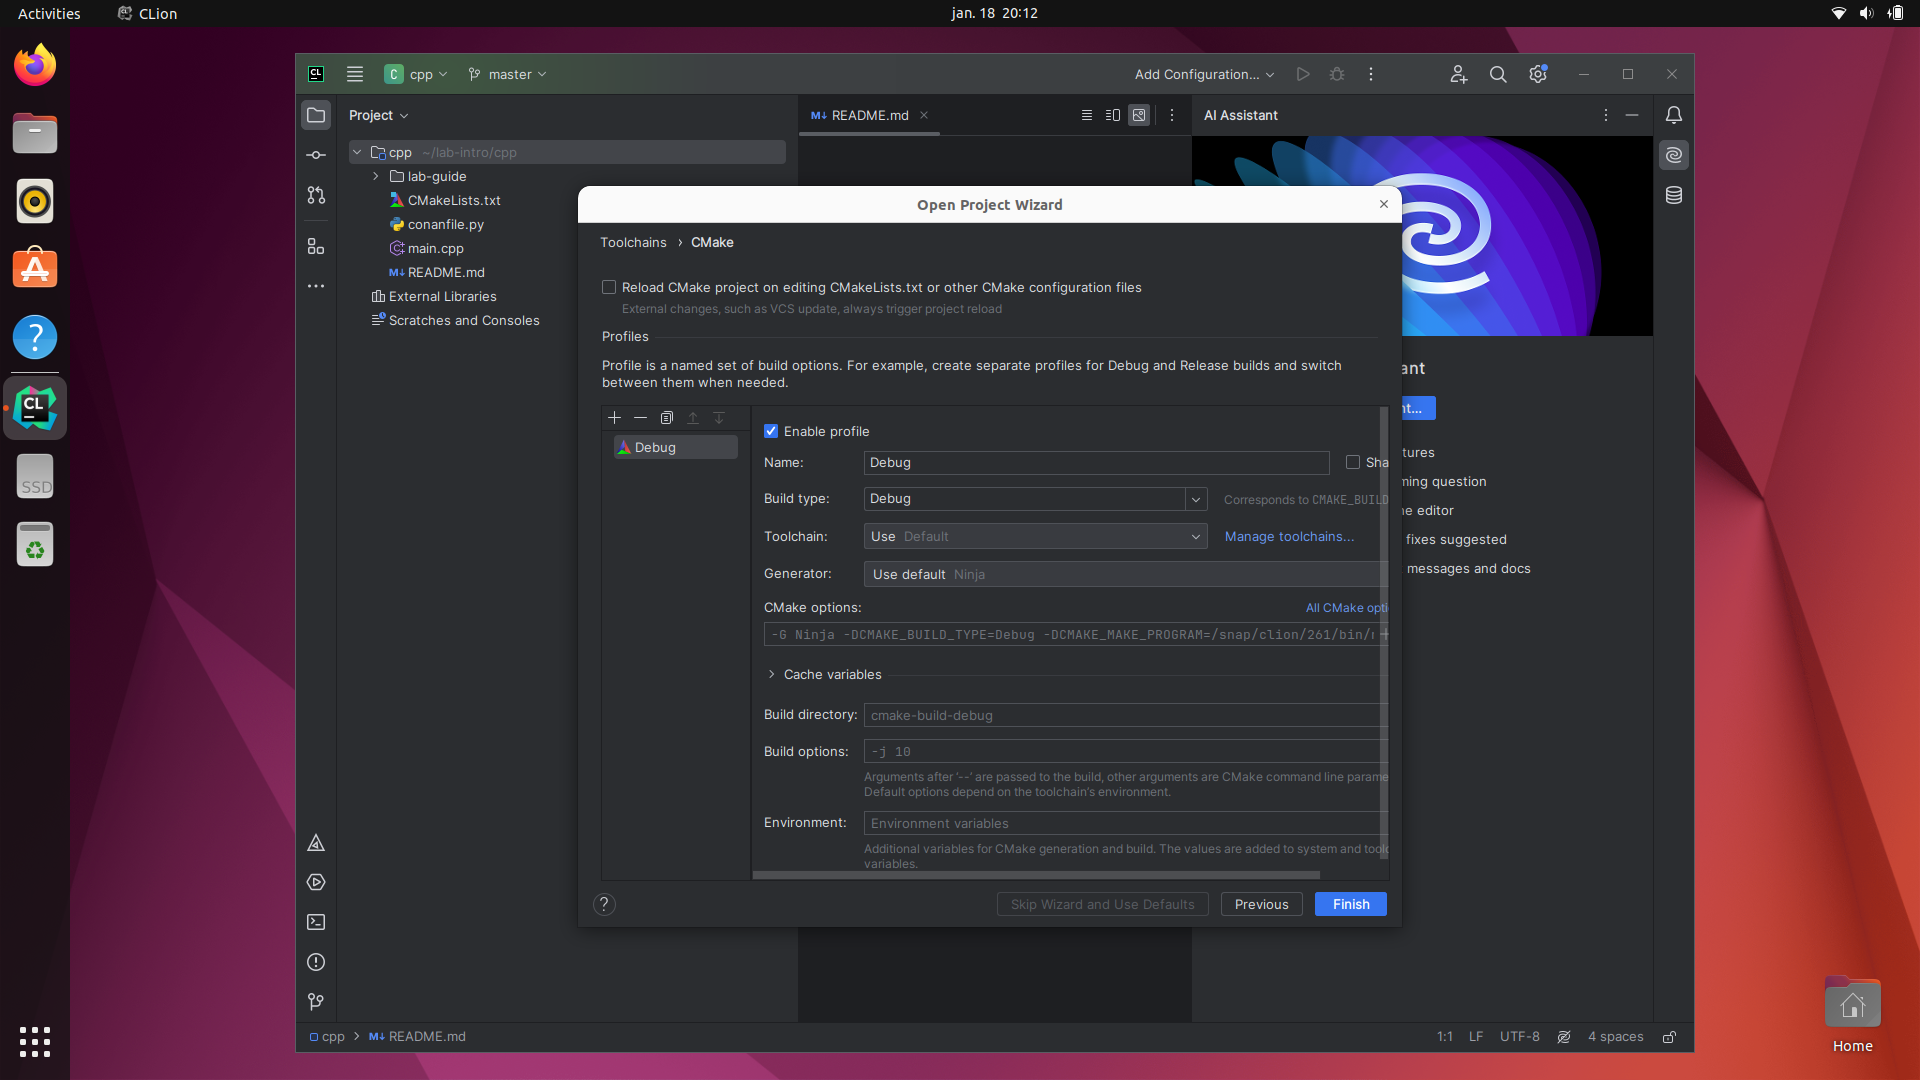 Activities
CLion
jan. 18 20:12
CL
C cpp
master
Add Configuration...
Project
README.md
AI Assistant
cpp ~/lab-intro/cpp
lab-guide
CMakeLists.txt
conanfile.py
main.cpp
README.md
External Libraries
Scratches and Consoles
Open Project Wizard
Toolchains › CMake
Reload CMake project on editing CMakeLists.txt or other CMake configuration files
External changes, such as VCS update, always trigger project reload
Profiles
Profile is a named set of build options. For example, create separate profiles for Debug and Release builds and switch
between them when needed.
Debug
Enable profile
Name: Debug
Sha
Build type: Debug
Corresponds to CMAKE_BUILD
Toolchain: Use Default
Manage toolchains...
Generator: Use default Ninja
CMake options:
All CMake opti
-G Ninja -DCMAKE_BUILD_TYPE=Debug -DCMAKE_MAKE_PROGRAM=/snap/clion/261/bin/
Cache variables
Build directory: cmake-build-debug
Build options: -j 10
Arguments after '--' are passed to the build, other arguments are CMake command line parame
Default options depend on the toolchain's environment.
Environment: Environment variables
Additional variables for CMake generation and build. The values are added to system and toolc
variables.
?
Skip Wizard and Use Defaults
Previous
Finish
ant
nt...
tures
ming question
ne editor
fixes suggested
messages and docs
CL
SSD
cpp
README.md
1:1 LF UTF-8 4 spaces
Home